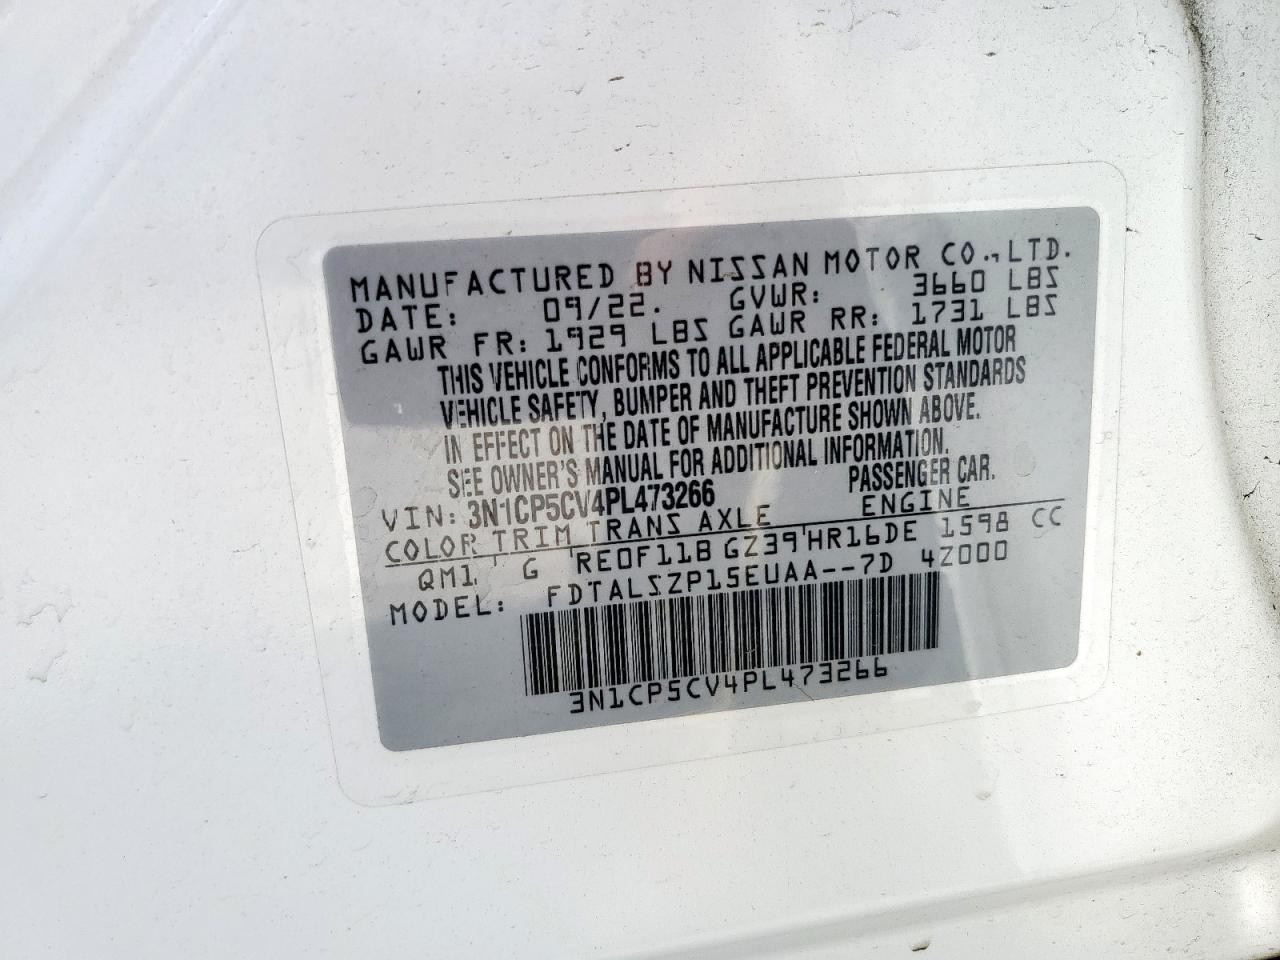 MANUFACTURED BY NISSAN MOTOR CO.,LTD.
DATE: 09/22. GVWR: 3660 LBS
GAWR FR: 1929 LBS GAWR RR: 1731 LBS
THIS VEHICLE CONFORMS TO ALL APPLICABLE FEDERAL MOTOR
VEHICLE SAFETY, BUMPER AND THEFT PREVENTION STANDARDS
IN EFFECT ON THE DATE OF MANUFACTURE SHOWN ABOVE.
SEE OWNER'S MANUAL FOR ADDITIONAL INFORMATION.
VIN: 3N1CP5CV4PL473266 PASSENGER CAR.
COLOR TRIM TRANS AXLE ENGINE
QM1 G RE0F11B GZ39 HR16DE 1598 CC
MODEL: FDTALSZP15EUAA--7D 4Z000
3N1CP5CV4PL473266